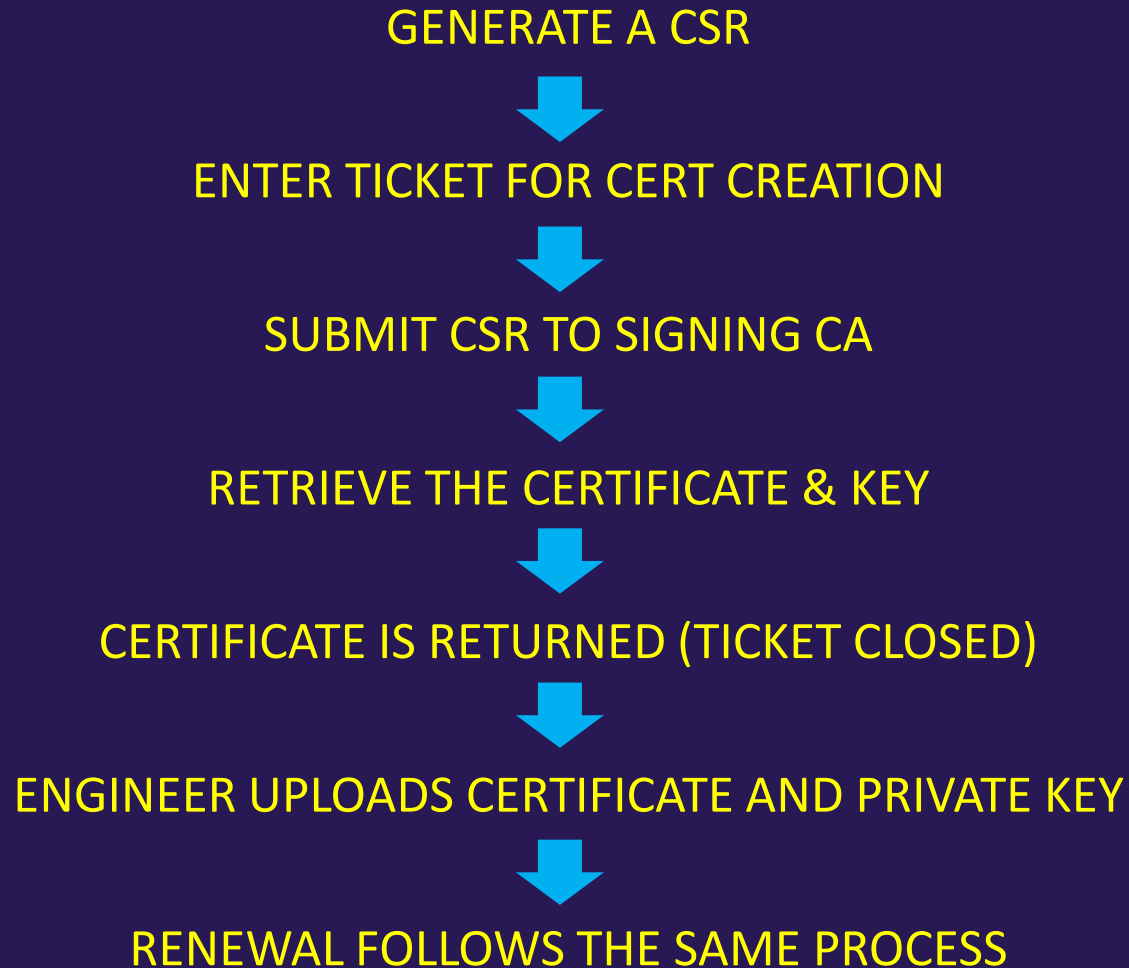 GENERATE A CSR
ENTER TICKET FOR CERT CREATION
SUBMIT CSR TO SIGNING CA
RETRIEVE THE CERTIFICATE & KEY
CERTIFICATE IS RETURNED (TICKET CLOSED)
ENGINEER UPLOADS CERTIFICATE AND PRIVATE KEY
RENEWAL FOLLOWS THE SAME PROCESS